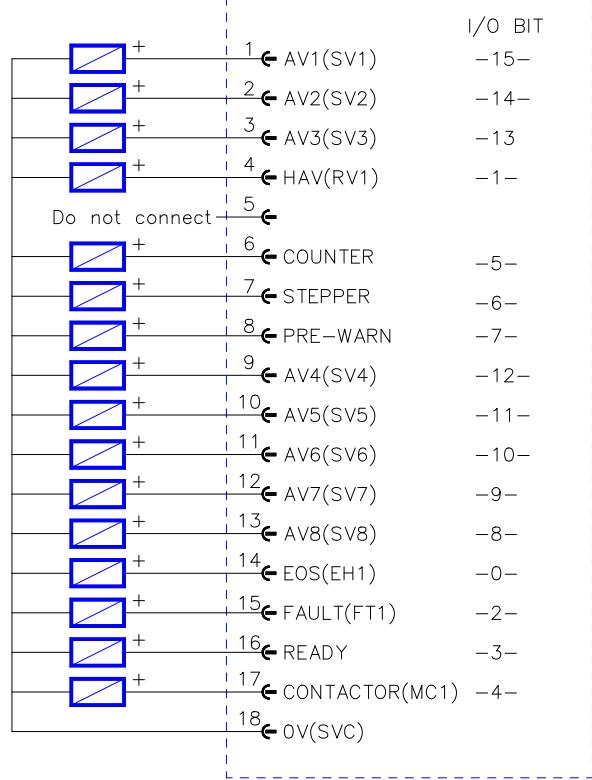 I/O BIT
+ 1 AV1(SV1) -15-
+ 2 AV2(SV2) -14-
+ 3 AV3(SV3) -13
+ 4 HAV(RV1) -1-
Do not connect 5
+ 6 COUNTER -5-
+ 7 STEPPER -6-
+ 8 PRE-WARN -7-
+ 9 AV4(SV4) -12-
+ 10 AV5(SV5) -11-
+ 11 AV6(SV6) -10-
+ 12 AV7(SV7) -9-
+ 13 AV8(SV8) -8-
+ 14 EOS(EH1) -0-
+ 15 FAULT(FT1) -2-
+ 16 READY -3-
+ 17 CONTACTOR(MC1) -4-
18 0V(SVC)